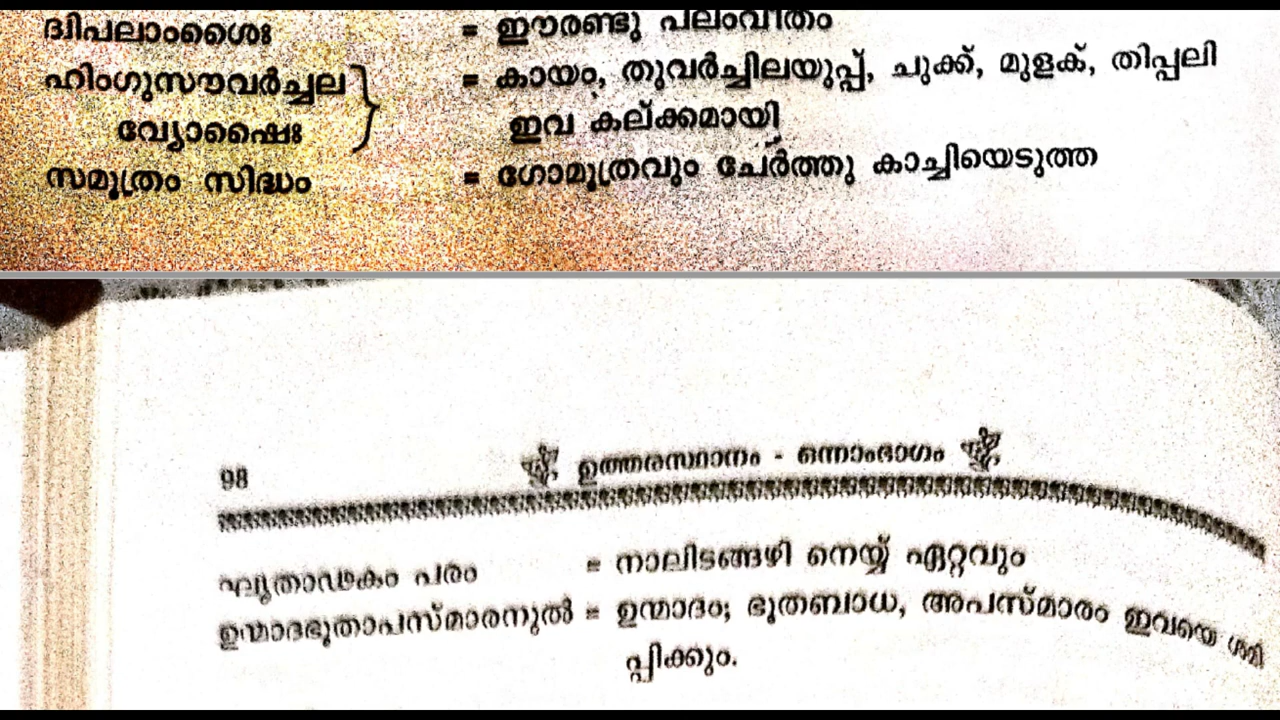 ദ്വിപലാംശൈഃ = ഈരണ്ടു പലംവീതം
ഹിംഗുസൗവർച്ചല = കായം, തുവർച്ചിലയുപ്പ്, ചുക്ക്, മുളക്, തിപ്പലി
വ്യോഷൈഃ ഇവ കല്ക്കമായി
സമൂത്രം സിദ്ധം = ഗോമൂത്രവും ചേർത്തു കാച്ചിയെടുത്ത
98 ഉത്തരസ്ഥാനം - ഒന്നാംഭാഗം
ഘൃതാഢകം പരം = നാലിടങ്ങഴി നെയ്യ് ഏറ്റവും
ഉന്മാദഭൂതാപസ്മാരനുൽ = ഉന്മാദം; ഭൂതബാധ, അപസ്മാരം ഇവയെ ശമി
പ്പിക്കും.